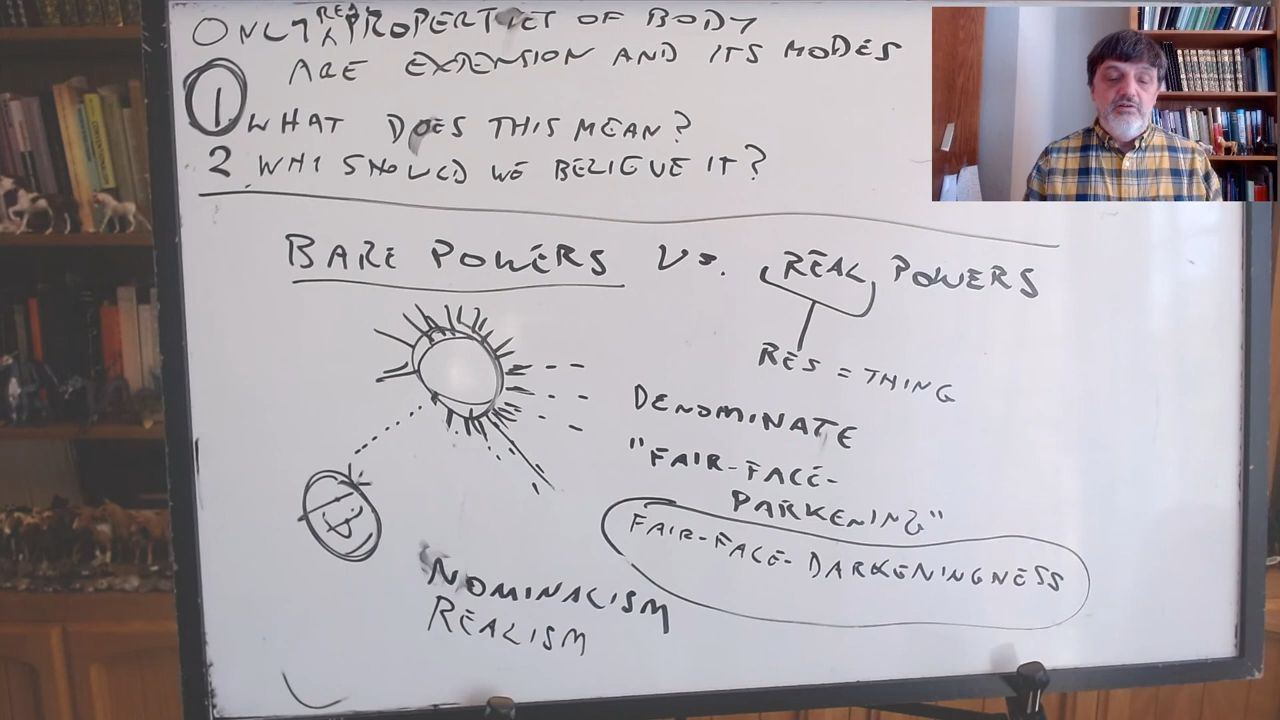 ONLY REAL PROPERTIES OF BODY
ARE EXTENSION AND ITS MODES
1 WHAT DOES THIS MEAN?
2 WHY SHOULD WE BELIEVE IT?
BARE POWERS VS. REAL POWERS
RES = THING
DENOMINATE
"FAIR-FACE-
DARKENING"
FAIR-FACE-DARKENINGNESS
NOMINALISM
REALISM